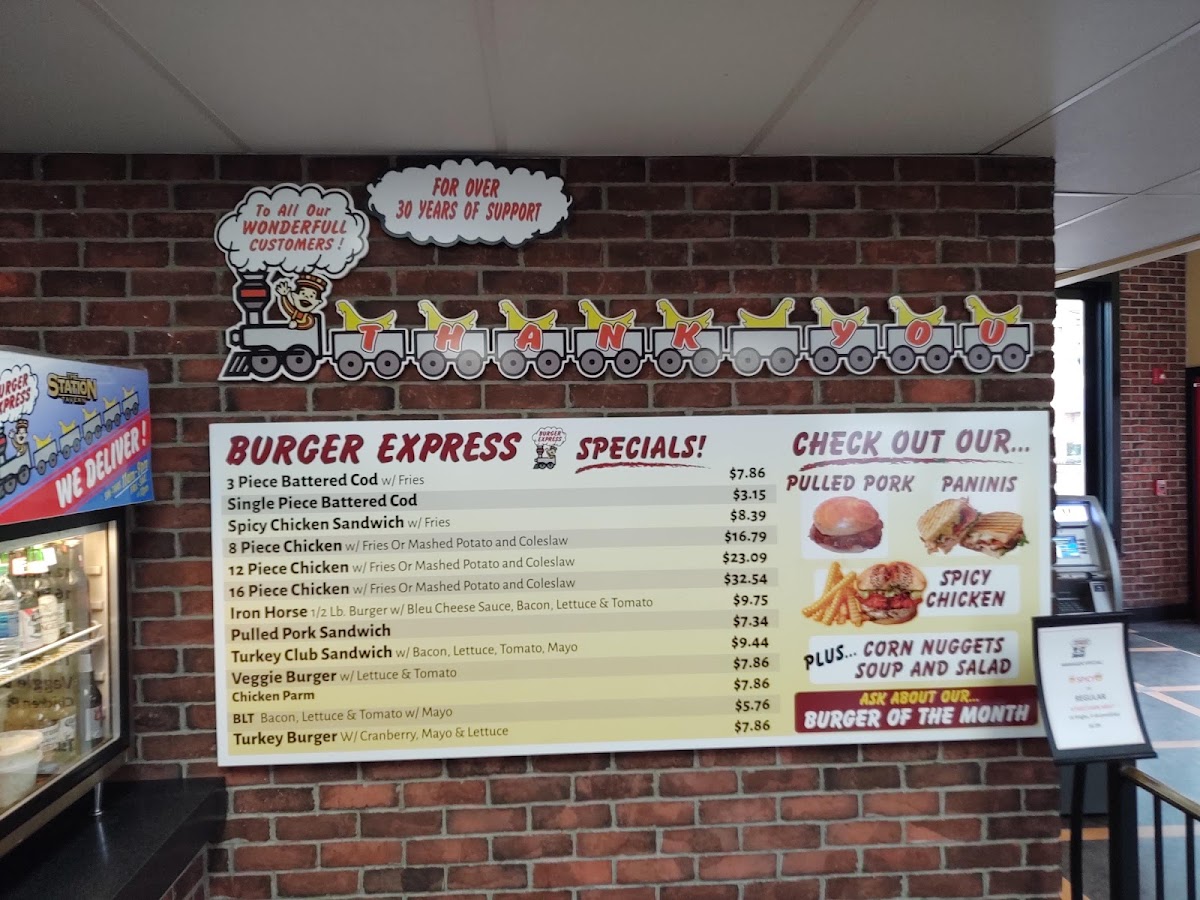 To All Our
WONDERFULL
CUSTOMERS!
FOR OVER
30 YEARS OF SUPPORT
THANK YOU
BURGER
EXPRESS
STATION
WE DELIVER!
BURGER EXPRESS BURGER EXPRESS SPECIALS!
3 Piece Battered Cod w/ Fries $7.86
Single Piece Battered Cod $3.15
Spicy Chicken Sandwich w/ Fries $8.39
8 Piece Chicken w/ Fries Or Mashed Potato and Coleslaw $16.79
12 Piece Chicken w/ Fries Or Mashed Potato and Coleslaw $23.09
16 Piece Chicken w/ Fries Or Mashed Potato and Coleslaw $32.54
Iron Horse 1/2 Lb. Burger w/ Bleu Cheese Sauce, Bacon, Lettuce & Tomato $9.75
Pulled Pork Sandwich $7.34
Turkey Club Sandwich w/ Bacon, Lettuce, Tomato, Mayo $9.44
Veggie Burger w/ Lettuce & Tomato $7.86
Chicken Parm $7.86
BLT Bacon, Lettuce & Tomato w/ Mayo $5.76
Turkey Burger W/ Cranberry, Mayo & Lettuce $7.86
CHECK OUT OUR...
PULLED PORK PANINIS
SPICY
CHICKEN
PLUS... CORN NUGGETS
SOUP AND SALAD
ASK ABOUT OUR...
BURGER OF THE MONTH
SPICY
REGULAR